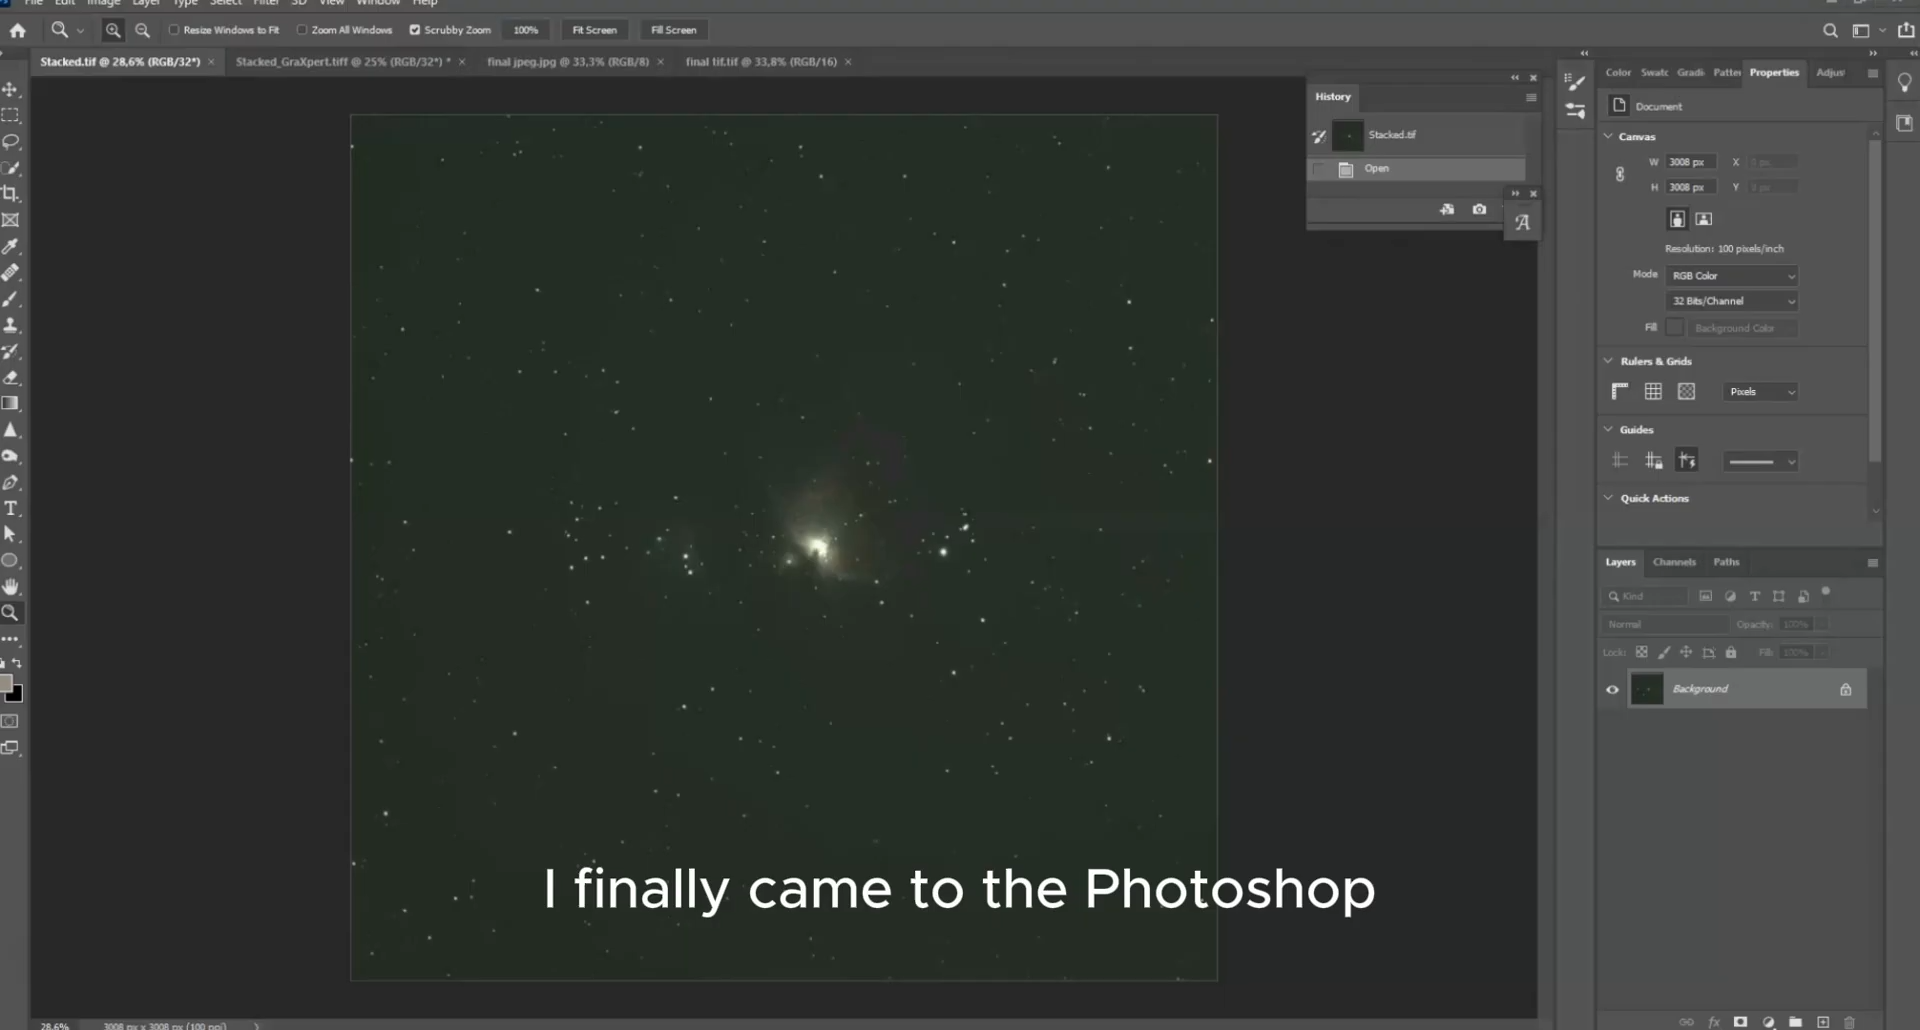 File Edit Image Layer Type Select Filter 3D View Window Help
Resize Windows to Fit Zoom All Windows Scrubby Zoom 100% Fit Screen Fill Screen
Stacked.tif @ 28,6% (RGB/32*) × Stacked_GraXpert.tiff @ 25% (RGB/32*) * × final jpeg.jpg @ 33,3% (RGB/8) × final tif.tif @ 33,8% (RGB/16) ×
History
Stacked.tif
Open
Color Swatc Gradi Patter Properties Adjus
Document
Canvas
W 3008 px X 0 px
H 3008 px Y 0 px
Resolution: 100 pixels/inch
Mode RGB Color
32 Bits/Channel
Fill Background Color
Rulers & Grids
Pixels
Guides
Quick Actions
Layers Channels Paths
Kind
Normal Opacity: 100%
Lock: Fill: 100%
Background
I finally came to the Photoshop
28,6% 3008 px x 3008 px (100 ppi)